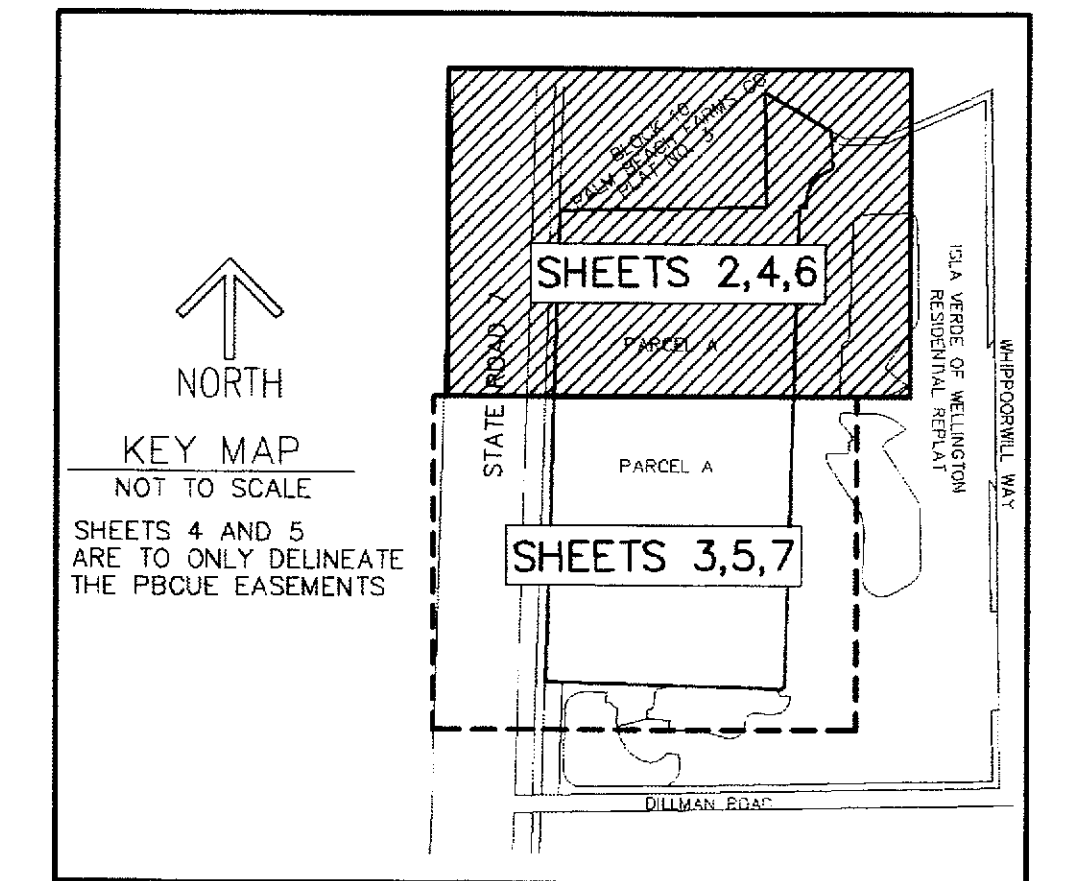 BLOCK 10
PALM BEACH FARMS CO
PLAT NO. 3
SHEETS 2,4,6
PARCEL A
STATE ROAD 7
NORTH
KEY MAP
NOT TO SCALE
SHEETS 4 AND 5
ARE TO ONLY DELINEATE
THE PBCUE EASEMENTS
PARCEL A
SHEETS 3,5,7
ISLA VERDE OF WELLINGTON
RESIDENTIAL REPLAT
WHIPPOORWILL WAY
DILLMAN ROAD